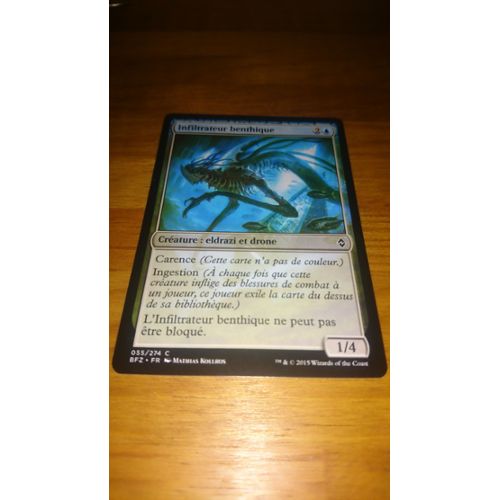 Infiltrateur benthique 2
Créature : eldrazi et drone
Carence (Cette carte n'a pas de couleur.)
Ingestion (À chaque fois que cette
créature inflige des blessures de combat à
un joueur, ce joueur exile la carte du dessus
de sa bibliothèque.)
L'Infiltrateur benthique ne peut pas
être bloqué.
1/4
055/274 C
BFZ • FR Mathias Kollros
™ & © 2015 Wizards of the Coast